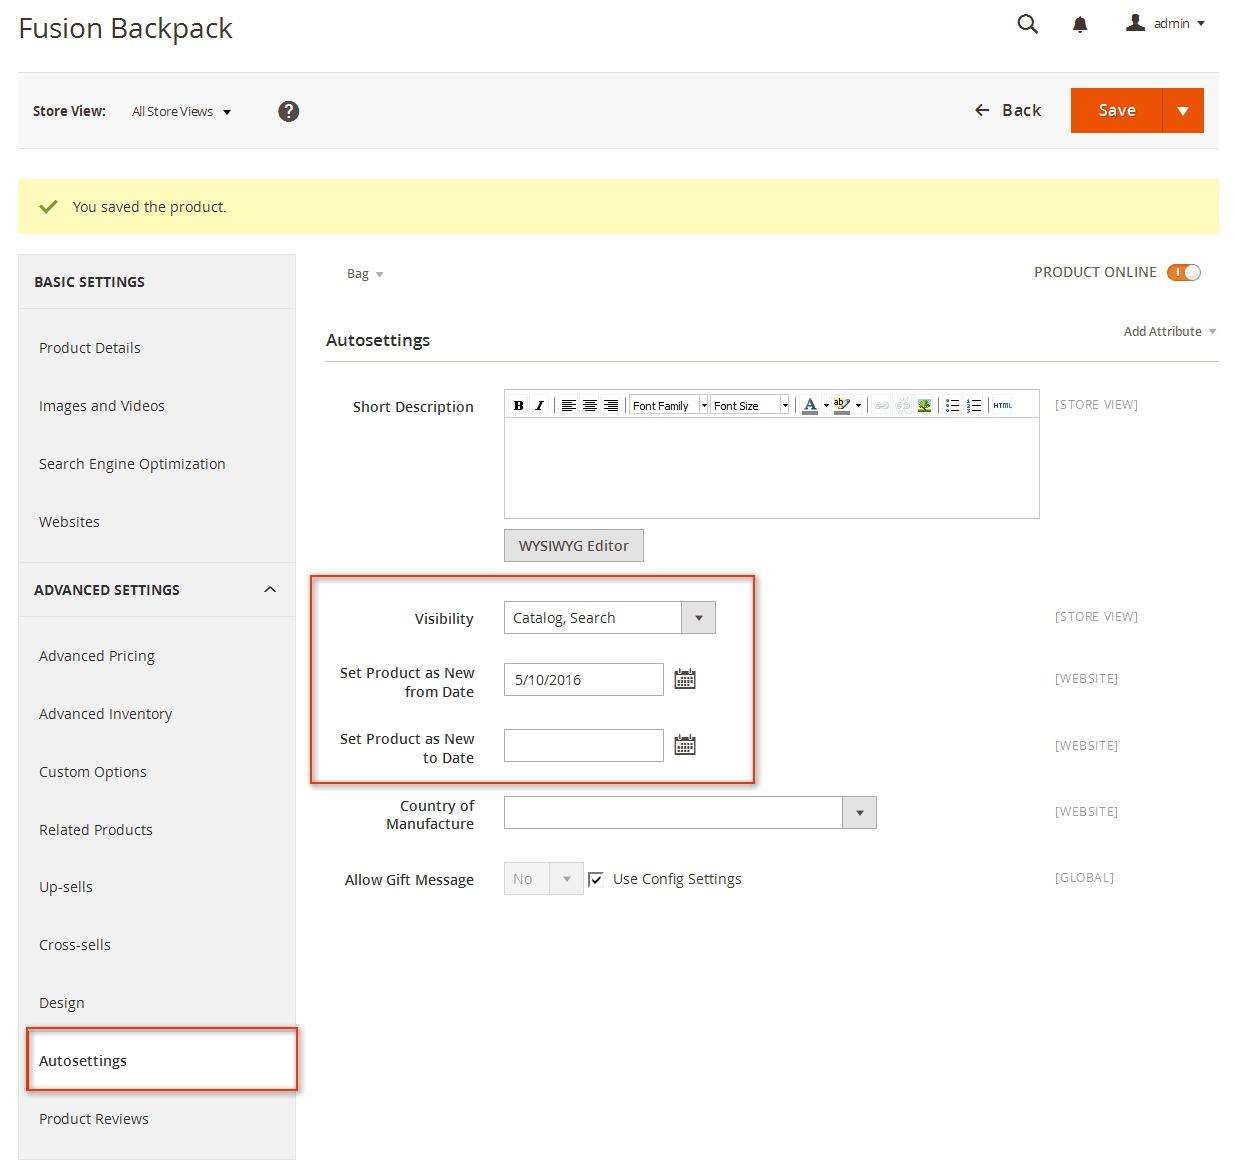 Fusion Backpack
admin
Store View: All Store Views ?
Back
Save
You saved the product.
BASIC SETTINGS
Product Details
Images and Videos
Search Engine Optimization
Websites
ADVANCED SETTINGS
Advanced Pricing
Advanced Inventory
Custom Options
Related Products
Up-sells
Cross-sells
Design
Autosettings
Product Reviews
Bag
PRODUCT ONLINE
Autosettings
Add Attribute
Short Description
B I Font Family Font Size A ab HTML
[STORE VIEW]
WYSIWYG Editor
Visibility
Catalog, Search
[STORE VIEW]
Set Product as New
from Date
5/10/2016
[WEBSITE]
Set Product as New
to Date
[WEBSITE]
Country of
Manufacture
[WEBSITE]
Allow Gift Message
No
Use Config Settings
[GLOBAL]